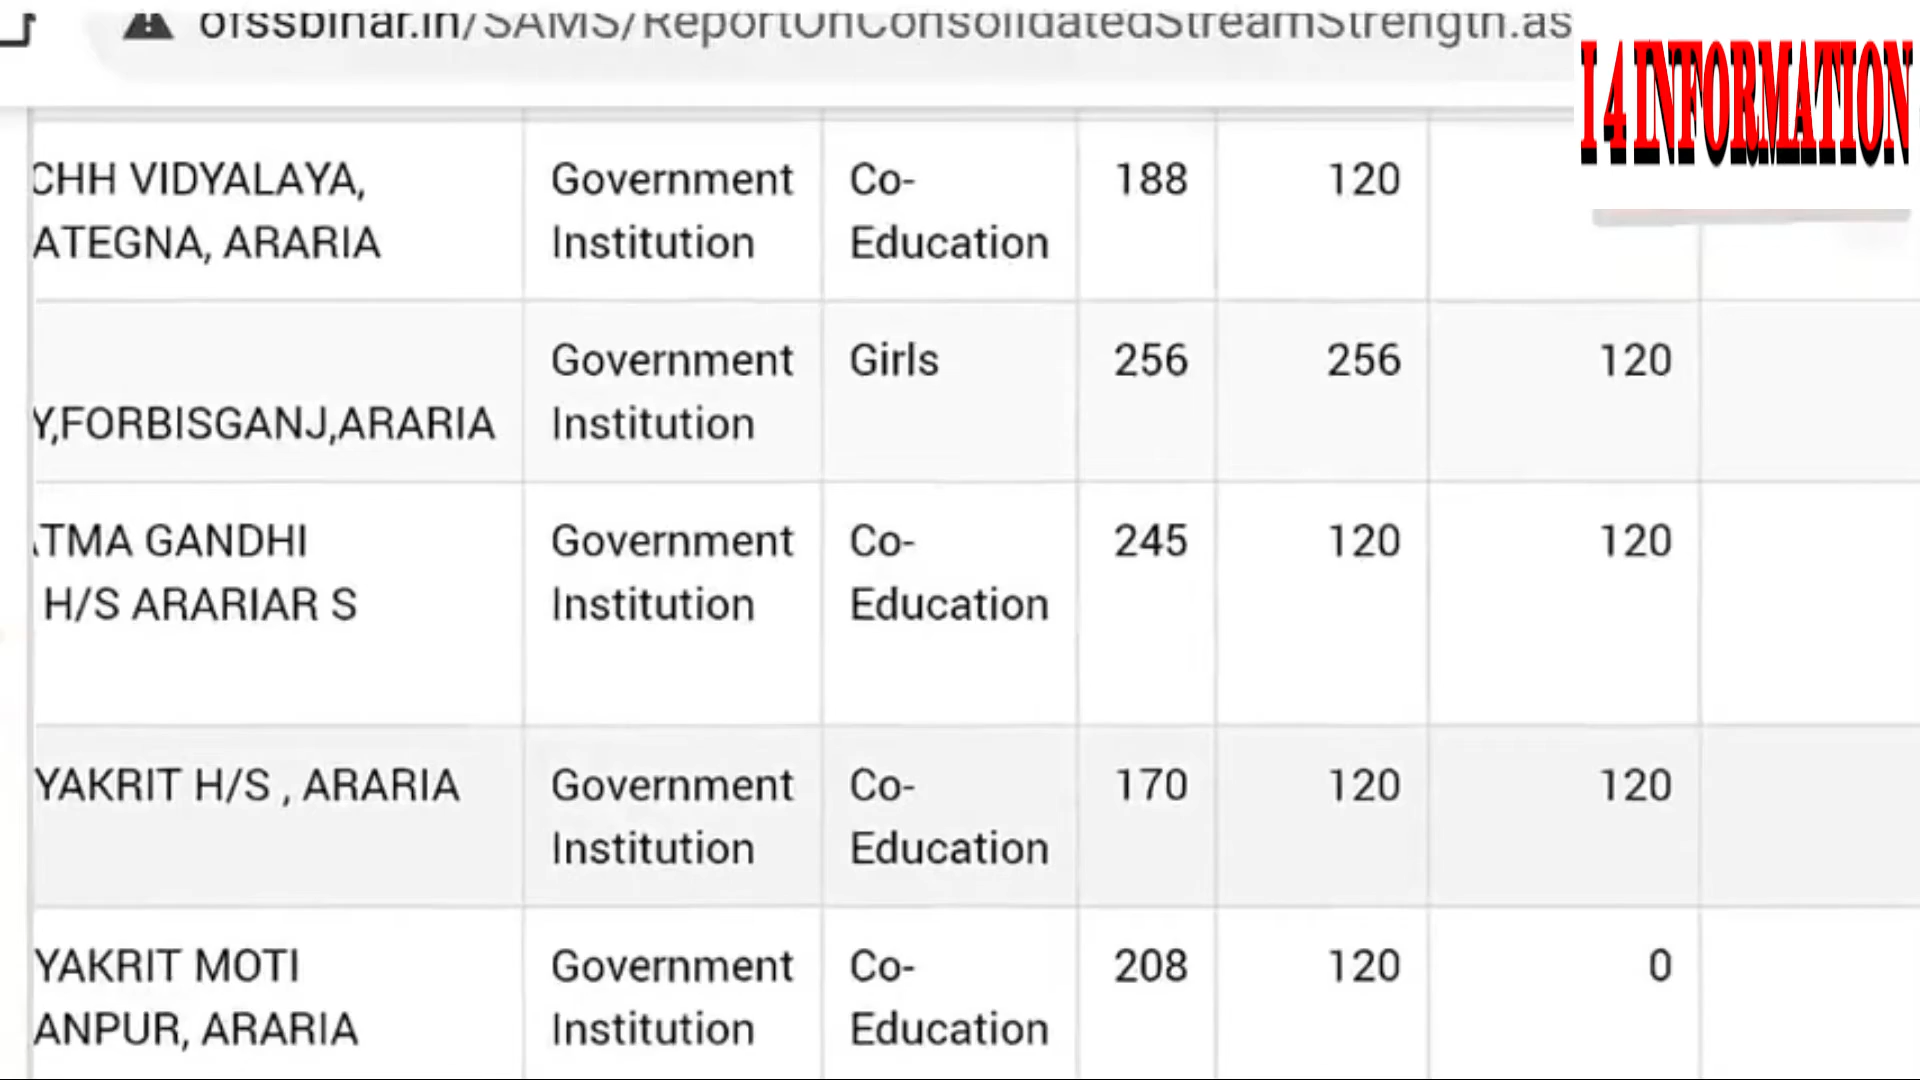 ofssbihar.in/SAMS/ReportOnConsolidatedStreamStrength.as
I 4 INFORMATION
CHH VIDYALAYA, Government Co- 188 120
ATEGNA, ARARIA Institution Education
Government Girls 256 256 120
Y,FORBISGANJ,ARARIA Institution
ATMA GANDHI Government Co- 245 120 120
H/S ARARIAR S Institution Education
YAKRIT H/S , ARARIA Government Co- 170 120 120
Institution Education
YAKRIT MOTI Government Co- 208 120 0
ANPUR, ARARIA Institution Education